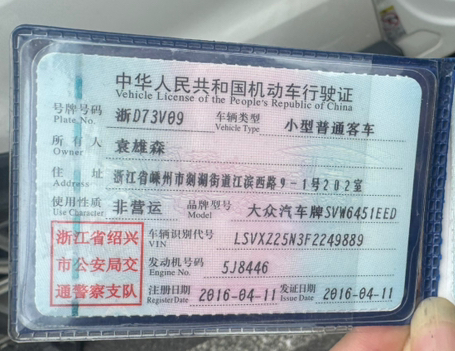 中华人民共和国机动车行驶证
Vehicle License of the People's Republic of China
号牌号码 浙D73V09 车辆类型 小型普通客车
Plate No. Vehicle Type
所有人 袁雄森
Owner
住址 浙江省嵊州市剡湖街道江滨西路9-1号202室
Address
使用性质 非营运 品牌型号 大众汽车牌SVW6451EED
Use Character Model
浙江省绍兴
市公安局交
通警察支队
车辆识别代号 LSVXZ25N3F2249889
VIN
发动机号码 5J8446
Engine No.
注册日期 2016-04-11 发证日期 2016-04-11
Register Date Issue Date